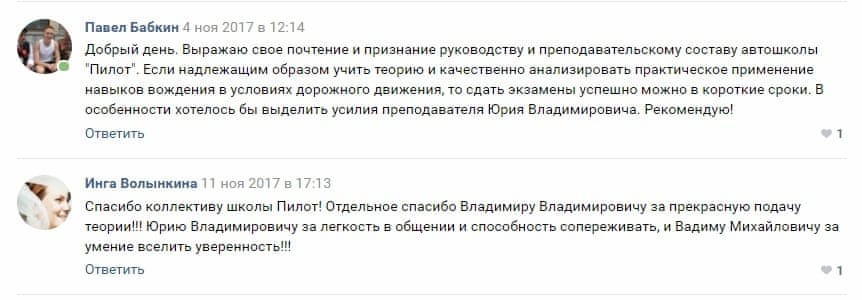 Павел Бабкин 4 ноя 2017 в 12:14
Добрый день. Выражаю свое почтение и признание руководству и преподавательскому составу автошколы
"Пилот". Если надлежащим образом учить теорию и качественно анализировать практическое применение
навыков вождения в условиях дорожного движения, то сдать экзамены успешно можно в короткие сроки. В
особенности хотелось бы выделить усилия преподавателя Юрия Владимировича. Рекомендую!
Ответить
1
Инга Волынкина 11 ноя 2017 в 17:13
Спасибо коллективу школы Пилот! Отдельное спасибо Владимиру Владимировичу за прекрасную подачу
теории!!! Юрию Владимировичу за легкость в общении и способность сопереживать, и Вадиму Михайловичу за
умение вселить уверенность!!!
Ответить
1